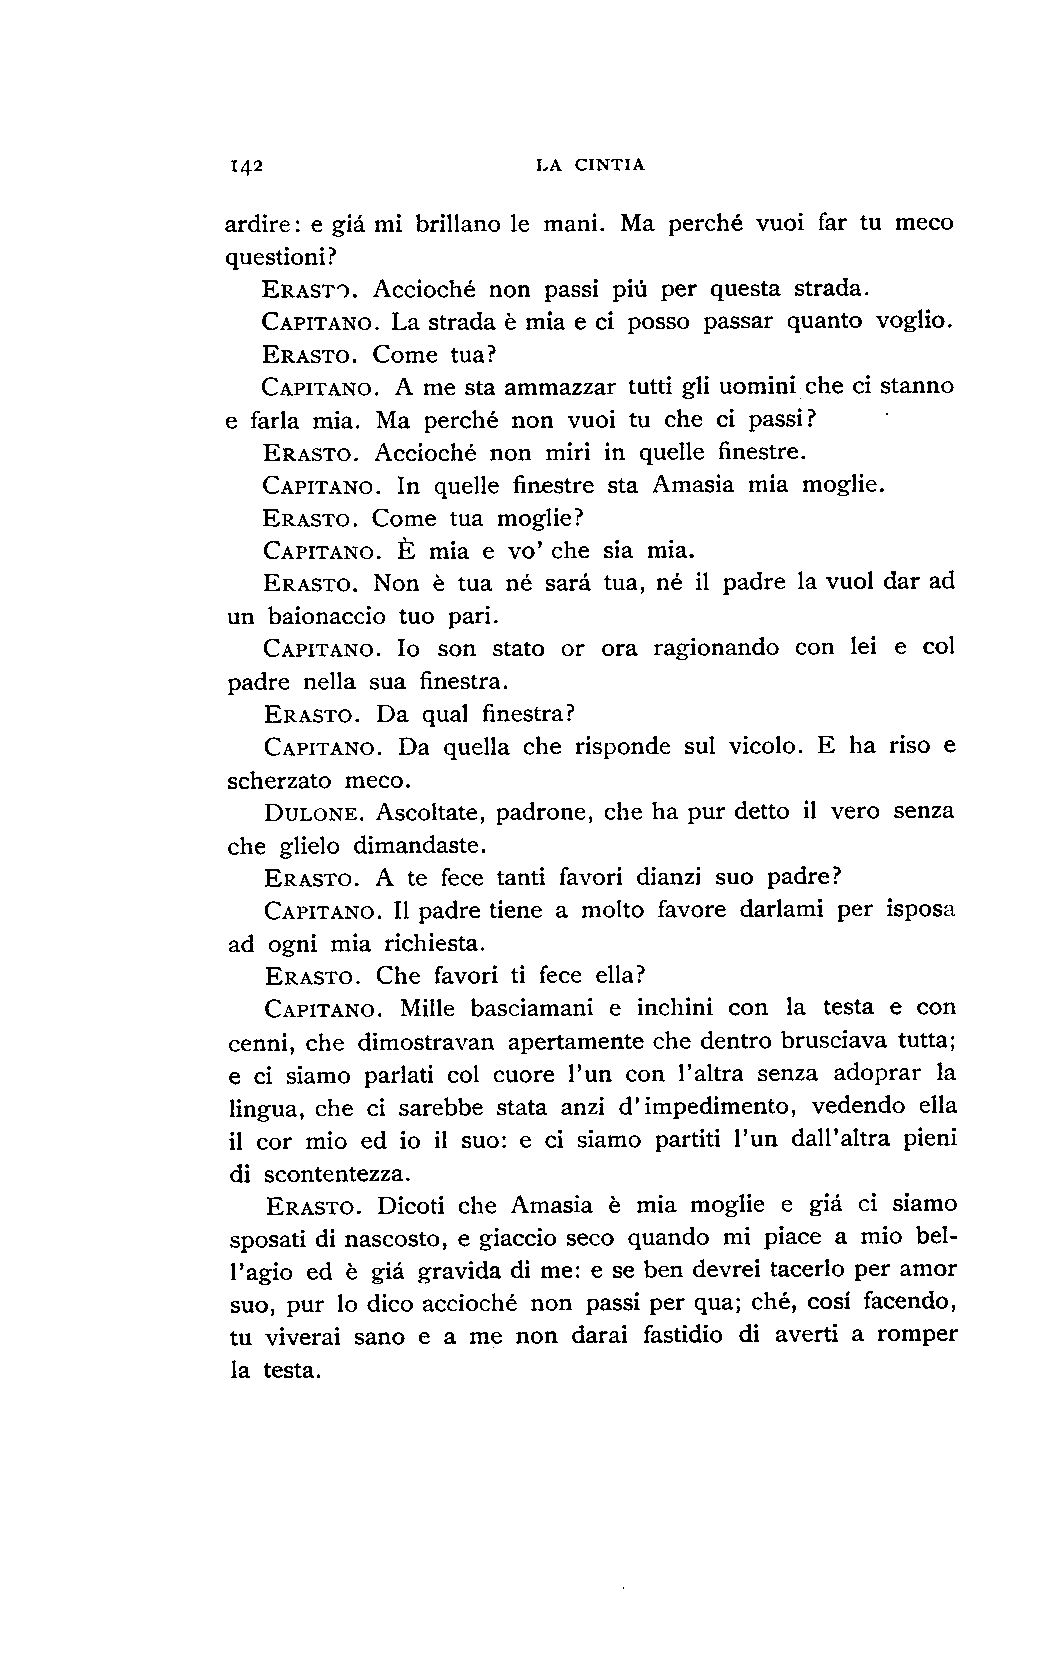 142 LA CINTIA
ardire: e giá mi brillano le mani. Ma perché vuoi far tu meco
questioni?
ERASTO. Accioché non passi piú per questa strada.
CAPITANO. La strada è mia e ci posso passar quanto voglio.
ERASTO. Come tua?
CAPITANO. A me sta ammazzar tutti gli uomini che ci stanno
e farla mia. Ma perché non vuoi tu che ci passi?
ERASTO. Accioché non miri in quelle finestre.
CAPITANO. In quelle finestre sta Amasia mia moglie.
ERASTO. Come tua moglie?
CAPITANO. È mia e vo' che sia mia.
ERASTO. Non è tua né sará tua, né il padre la vuol dar ad
un baionaccio tuo pari.
CAPITANO. Io son stato or ora ragionando con lei e col
padre nella sua finestra.
ERASTO. Da qual finestra?
CAPITANO. Da quella che risponde sul vicolo. E ha riso e
scherzato meco.
DULONE. Ascoltate, padrone, che ha pur detto il vero senza
che glielo dimandaste.
ERASTO. A te fece tanti favori dianzi suo padre?
CAPITANO. Il padre tiene a molto favore darlami per isposa
ad ogni mia richiesta.
ERASTO. Che favori ti fece ella?
CAPITANO. Mille basciamani e inchini con la testa e con
cenni, che dimostravan apertamente che dentro brusciava tutta;
e ci siamo parlati col cuore l'un con l'altra senza adoprar la
lingua, che ci sarebbe stata anzi d'impedimento, vedendo ella
il cor mio ed io il suo: e ci siamo partiti l'un dall'altra pieni
di scontentezza.
ERASTO. Dicoti che Amasia è mia moglie e giá ci siamo
sposati di nascosto, e giaccio seco quando mi piace a mio bel-
l'agio ed è giá gravida di me: e se ben devrei tacerlo per amor
suo, pur lo dico accioché non passi per qua; ché, cosí facendo,
tu viverai sano e a me non darai fastidio di averti a romper
la testa.